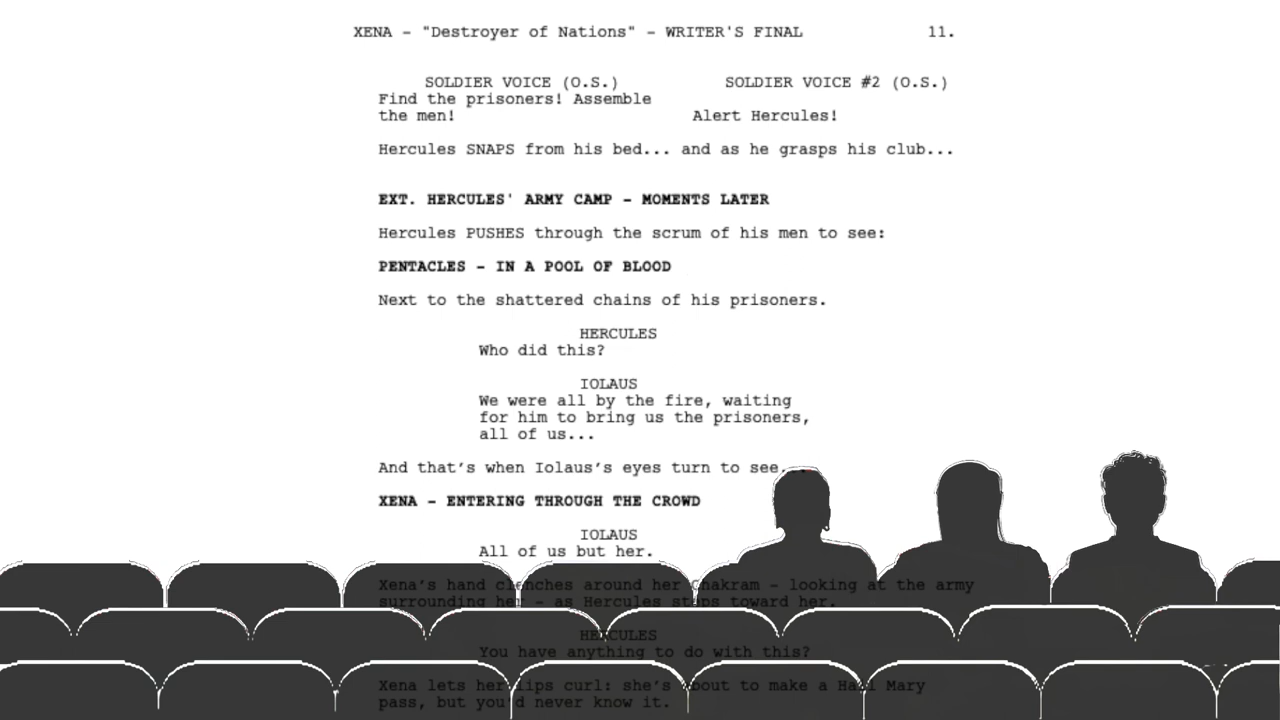 XENA - "Destroyer of Nations" - WRITER'S FINAL 11.
SOLDIER VOICE (O.S.) SOLDIER VOICE #2 (O.S.)
Find the prisoners! Assemble
the men! Alert Hercules!
Hercules SNAPS from his bed... and as he grasps his club...
EXT. HERCULES' ARMY CAMP - MOMENTS LATER
Hercules PUSHES through the scrum of his men to see:
PENTACLES - IN A POOL OF BLOOD
Next to the shattered chains of his prisoners.
HERCULES
Who did this?
IOLAUS
We were all by the fire, waiting
for him to bring us the prisoners,
all of us...
And that's when Iolaus's eyes turn to see...
XENA - ENTERING THROUGH THE CROWD
IOLAUS
All of us but her.
Xena's hand clenches around her Chakram - looking at the army
surrounding her - as Hercules steps toward her.
HERCULES
You have anything to do with this?
Xena lets her lips curl: she's about to make a Hail Mary
pass, but you'd never know it.